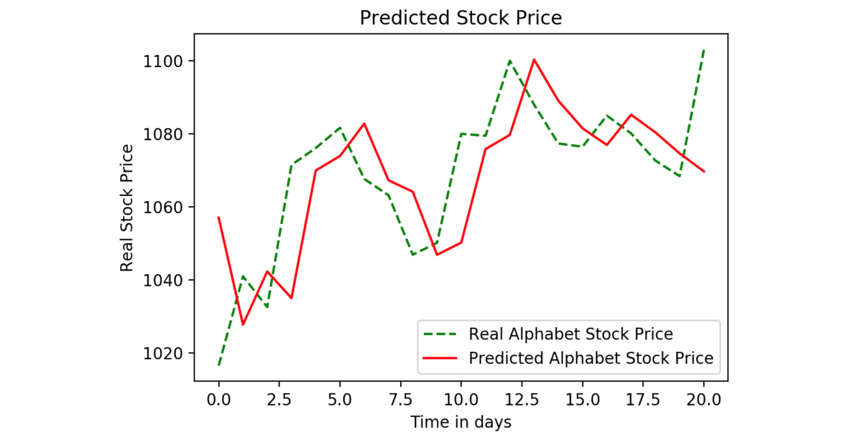 Predicted Stock Price
Real Stock Price
1100
1080
1060
1040
1020
Real Alphabet Stock Price
Predicted Alphabet Stock Price
0.0 2.5 5.0 7.5 10.0 12.5 15.0 17.5 20.0
Time in days